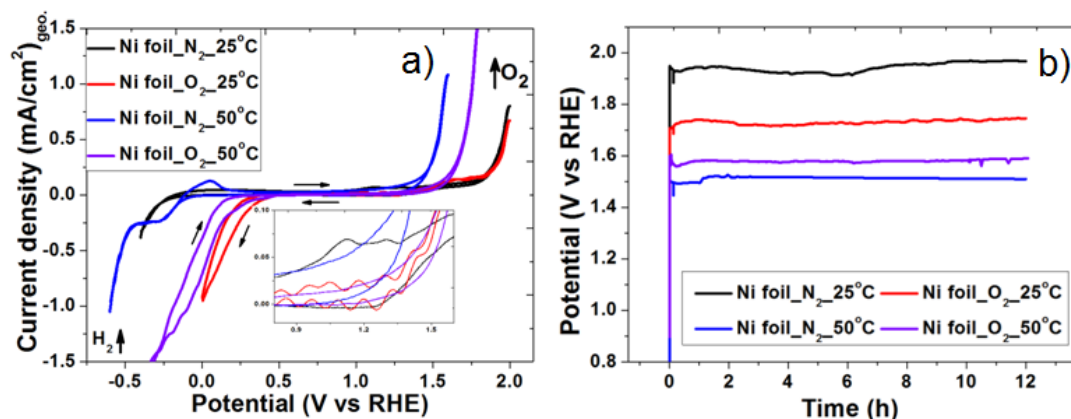 a)
Ni foil_N₂_25°C
Ni foil_O₂_25°C
Ni foil_N₂_50°C
Ni foil_O₂_50°C
O₂
H₂
Current density (mA/cm²)geo.
1.5
1.0
0.5
0.0
-0.5
-1.0
-1.5
-0.5 0.0 0.5 1.0 1.5 2.0
Potential (V vs RHE)
0.10
0.05
0.00
0.9 1.2 1.5
b)
Potential (V vs RHE)
2.0
1.8
1.6
1.4
1.2
1.0
0.8
Ni foil_N₂_25°C Ni foil_O₂_25°C
Ni foil_N₂_50°C Ni foil_O₂_50°C
0 2 4 6 8 10 12
Time (h)